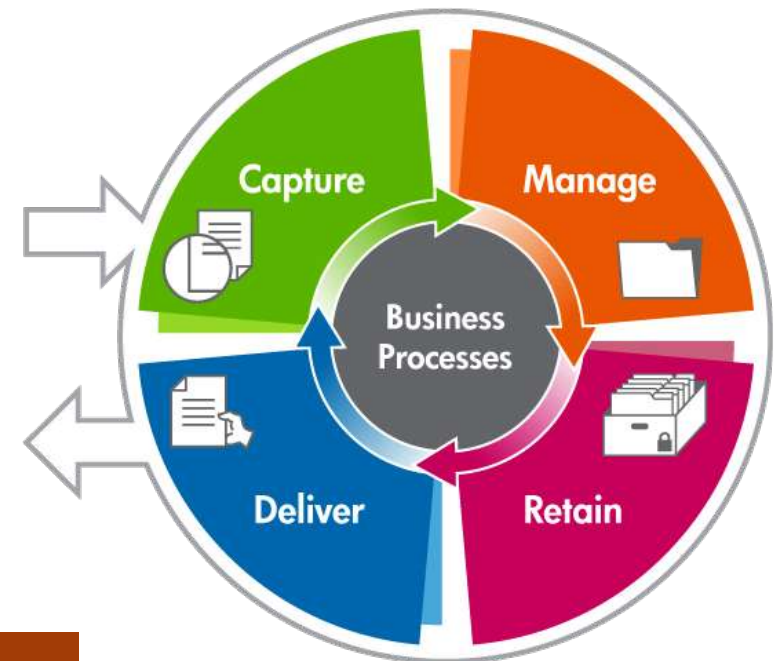 Capture
Manage
Business
Processes
Deliver
Retain